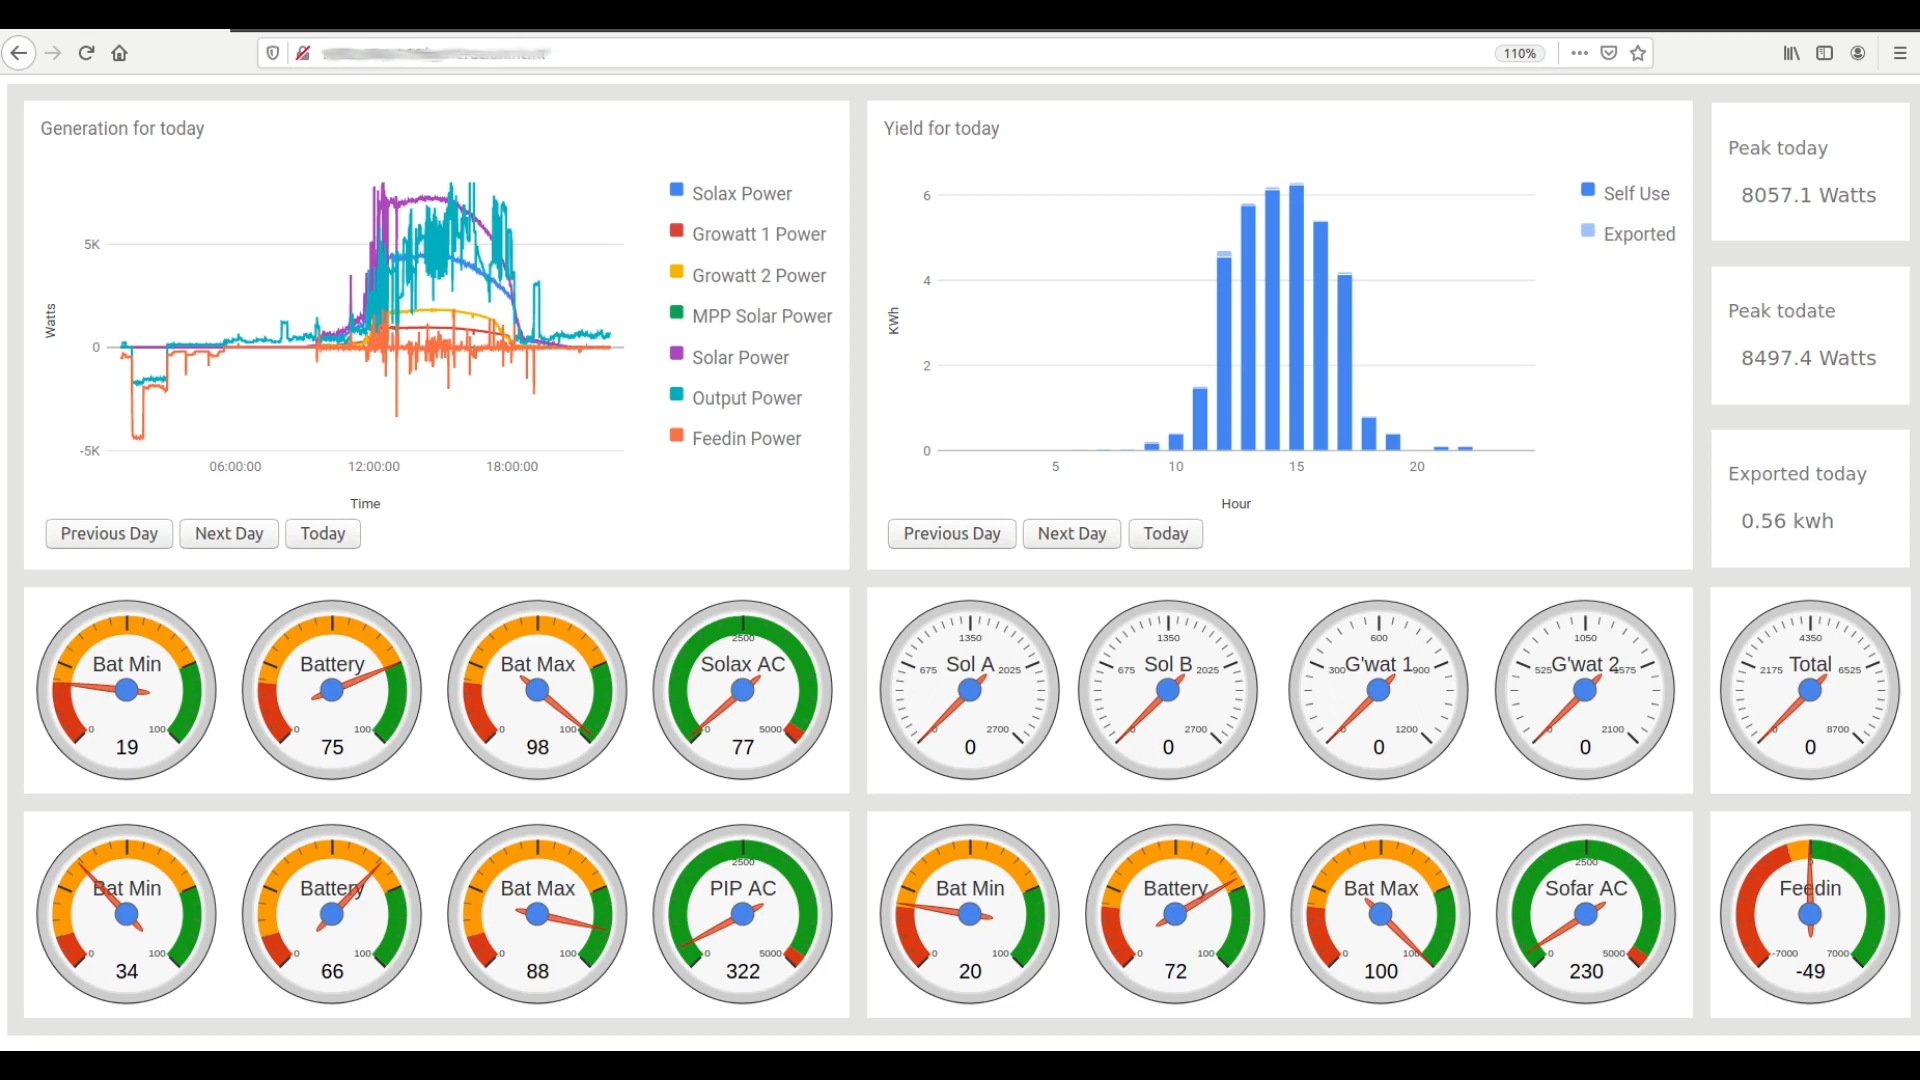 110%
Generation for today
5K
0
-5K
Watts
06:00:00 12:00:00 18:00:00
Time
Solax Power
Growatt 1 Power
Growatt 2 Power
MPP Solar Power
Solar Power
Output Power
Feedin Power
Previous Day Next Day Today
Yield for today
6
4
2
0
KWh
5 10 15 20
Hour
Self Use
Exported
Previous Day Next Day Today
Peak today
8057.1 Watts
Peak todate
8497.4 Watts
Exported today
0.56 kwh
Bat Min
0 100
19
Battery
0 100
75
Bat Max
0 100
98
2500
Solax AC
0 5000
77
1350
675 Sol A 2025
2700
0
1350
675 Sol B 2025
2700
0
600
300 G'wat 1 900
1200
0
1050
525 G'wat 2 1575
2100
0
4350
2175 Total 6525
8700
0
Bat Min
0 100
34
Battery
0 100
66
Bat Max
0 100
88
2500
PIP AC
0 5000
322
Bat Min
0 100
20
Battery
0 100
72
Bat Max
0 100
100
2500
Sofar AC
0 5000
230
Feedin
-7000 7000
-49